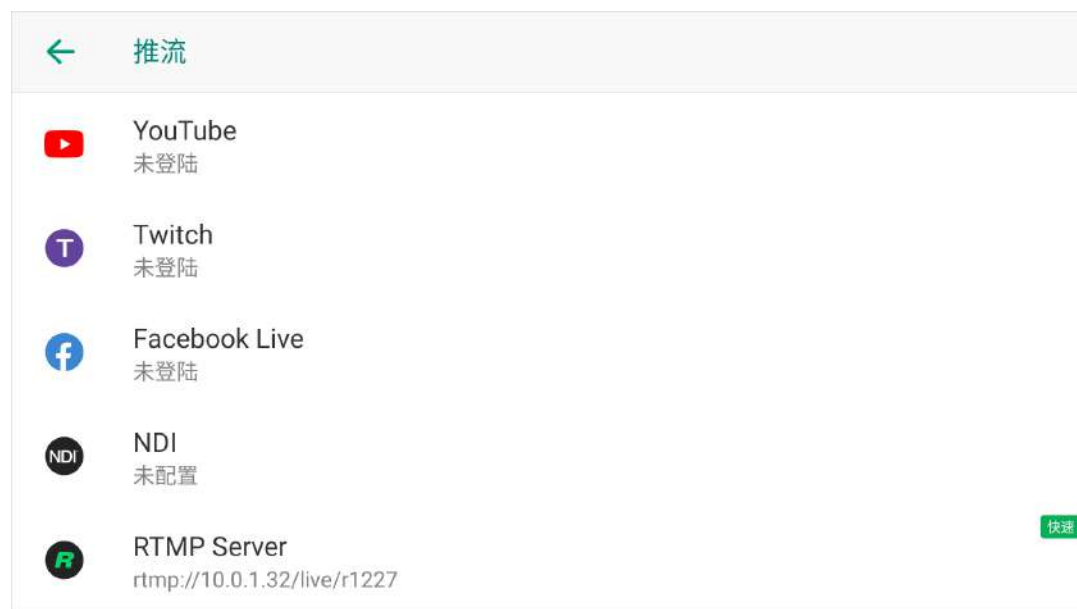 推流
YouTube
未登陆
T
Twitch
未登陆
Facebook Live
未登陆
NDI
NDI
未配置
快速
R
RTMP Server
rtmp://10.0.1.32/live/r1227